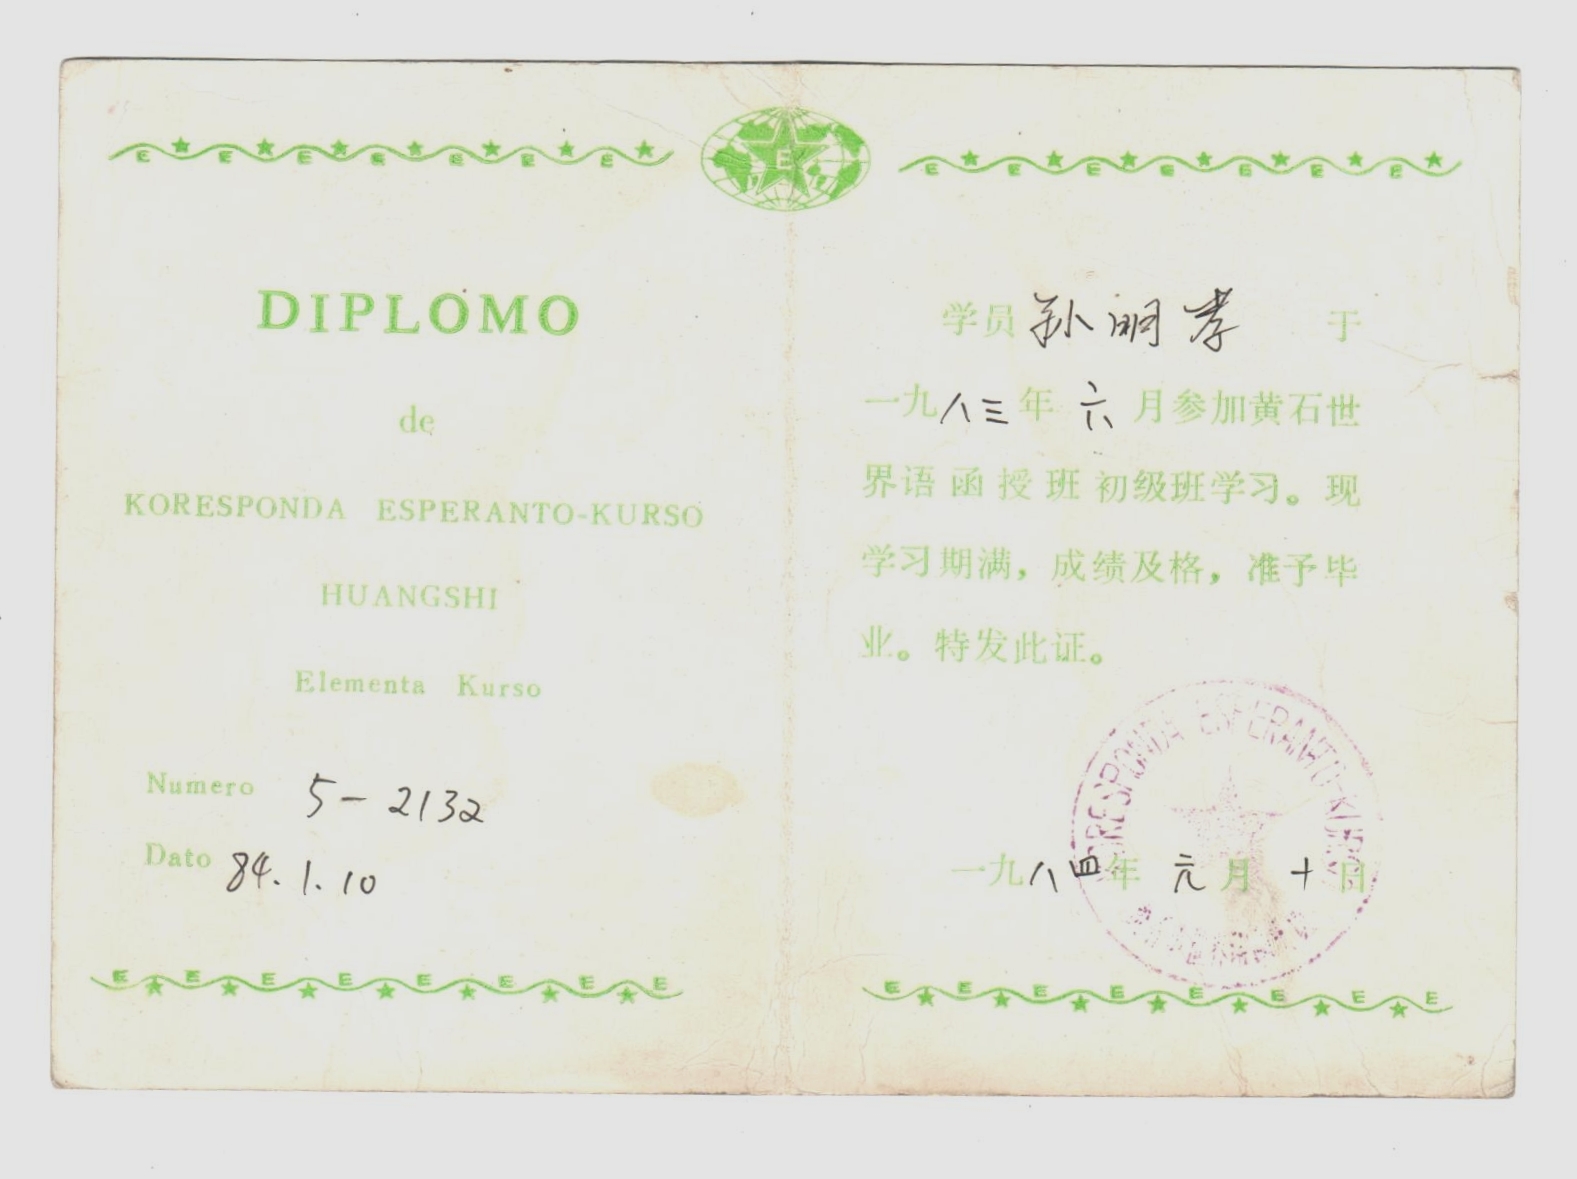 DIPLOMO
de
KORESPONDA ESPERANTO-KURSO
HUANGSHI
Elementa Kurso
Numero 5-2132
Dato 84.1.10
学员 孙明孝 于
一九八三年 六 月参加黄石世
界语函授班初级班学习。现
学习期满，成绩及格，准予毕
业。特发此证。
KORESPONDA ESPERANTO-KURSO
一九八四年 元 月 十 日